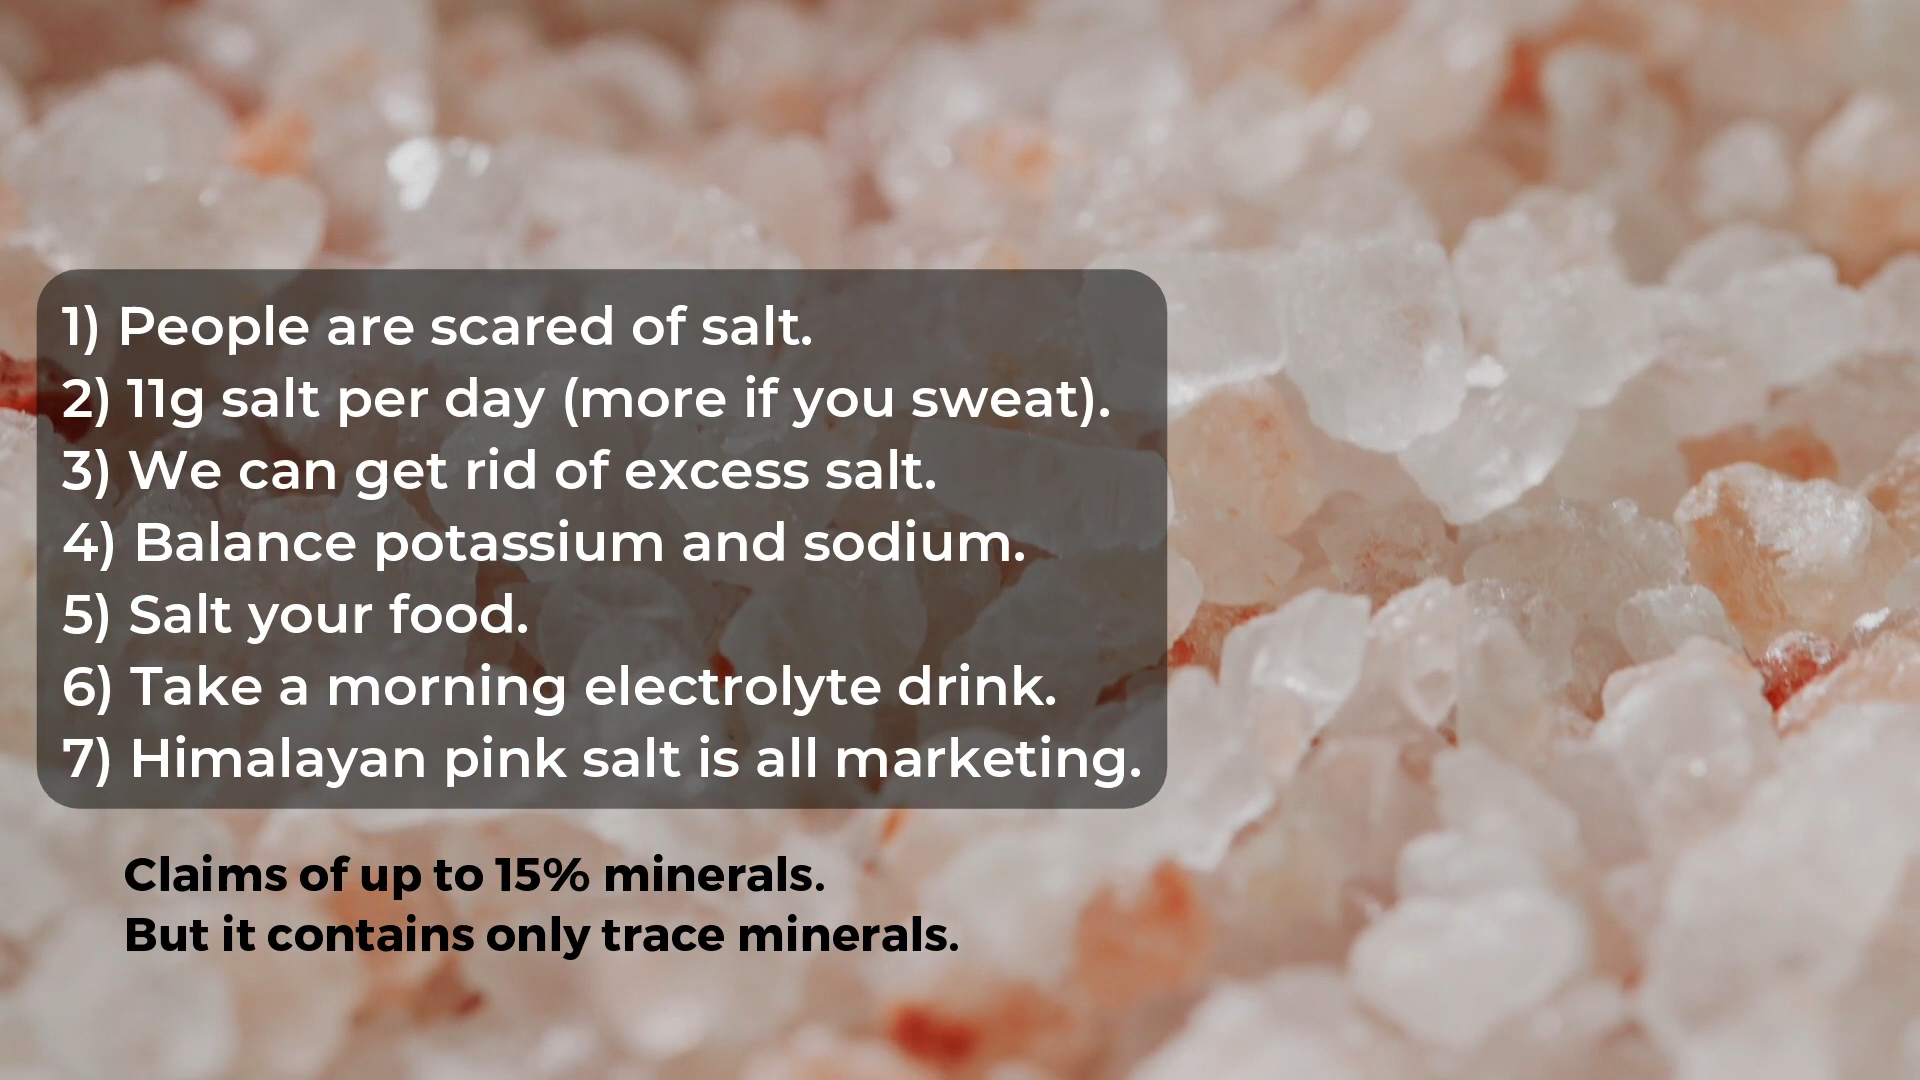 1) People are scared of salt.
2) 11g salt per day (more if you sweat).
3) We can get rid of excess salt.
4) Balance potassium and sodium.
5) Salt your food.
6) Take a morning electrolyte drink.
7) Himalayan pink salt is all marketing.
Claims of up to 15% minerals.
But it contains only trace minerals.